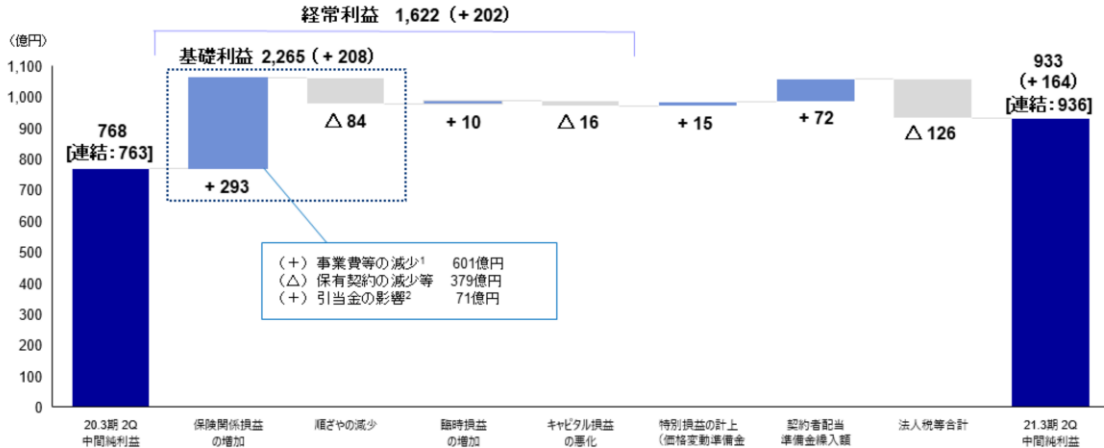 経常利益 1,622（+ 202）
（億円）
基礎利益 2,265（+ 208）
1,100
1,000
900
800
700
600
500
400
300
200
100
0
768
[連結：763]
+ 293
△ 84
+ 10
△ 16
+ 15
+ 72
△ 126
933
（+ 164）
[連結：936]
（+）事業費等の減少¹ 601億円
（△）保有契約の減少等 379億円
（+）引当金の影響² 71億円
20.3期 2Q
中間純利益
保険関係損益
の増加
順ざやの減少
臨時損益
の増加
キャピタル損益
の悪化
特別損益の計上
（価格変動準備金
契約者配当
準備金繰入額
法人税等合計
21.3期 2Q
中間純利益